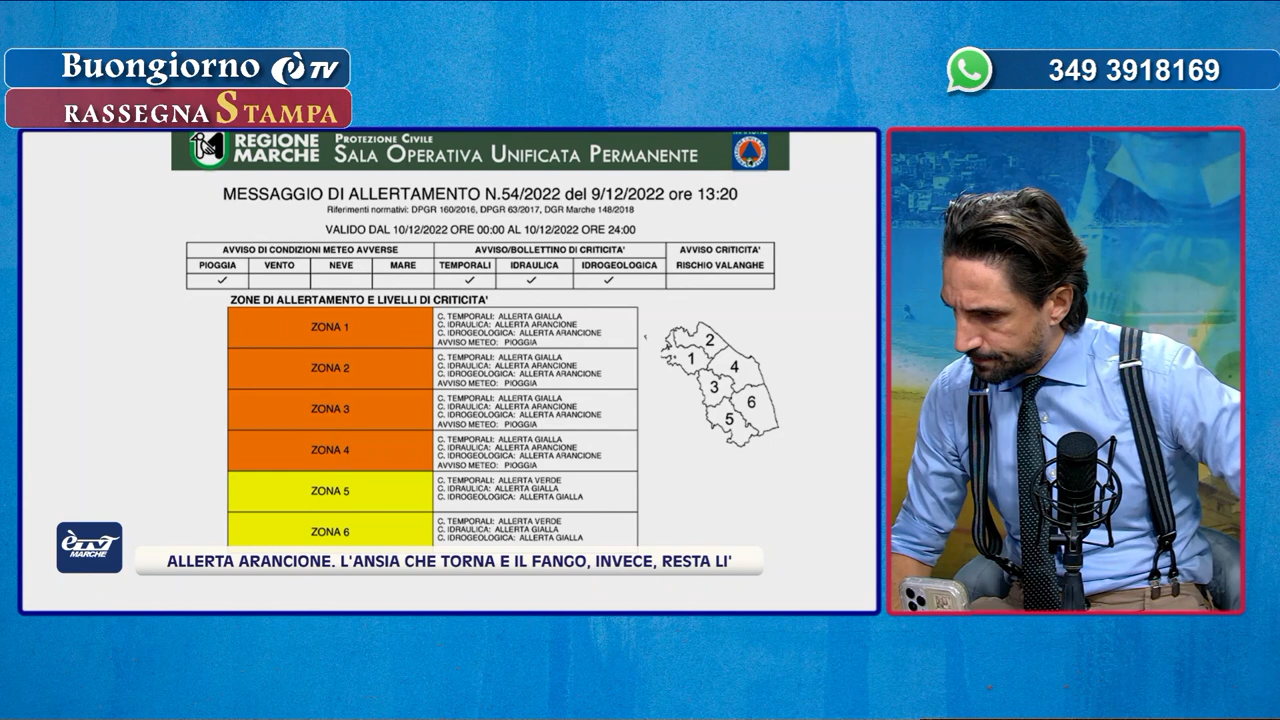 Buongiorno èTV
RASSEGNA STAMPA
349 3918169
REGIONE
MARCHE
PROTEZIONE CIVILE
SALA OPERATIVA UNIFICATA PERMANENTE
MESSAGGIO DI ALLERTAMENTO N.54/2022 del 9/12/2022 ore 13:20
Riferimenti normativi: DPGR 160/2016, DPGR 63/2017, DGR Marche 148/2018
VALIDO DAL 10/12/2022 ORE 00:00 AL 10/12/2022 ORE 24:00
AVVISO DI CONDIZIONI METEO AVVERSE AVVISO/BOLLETTINO DI CRITICITA' AVVISO CRITICITA'
PIOGGIA VENTO NEVE MARE TEMPORALI IDRAULICA IDROGEOLOGICA RISCHIO VALANGHE
✓ ✓ ✓ ✓
ZONE DI ALLERTAMENTO E LIVELLI DI CRITICITA'
ZONA 1
C. TEMPORALI: ALLERTA GIALLA
C. IDRAULICA: ALLERTA ARANCIONE
C. IDROGEOLOGICA: ALLERTA ARANCIONE
AVVISO METEO: PIOGGIA
ZONA 2
C. TEMPORALI: ALLERTA GIALLA
C. IDRAULICA: ALLERTA ARANCIONE
C. IDROGEOLOGICA: ALLERTA ARANCIONE
AVVISO METEO: PIOGGIA
ZONA 3
C. TEMPORALI: ALLERTA GIALLA
C. IDRAULICA: ALLERTA ARANCIONE
C. IDROGEOLOGICA: ALLERTA ARANCIONE
AVVISO METEO: PIOGGIA
ZONA 4
C. TEMPORALI: ALLERTA GIALLA
C. IDRAULICA: ALLERTA ARANCIONE
C. IDROGEOLOGICA: ALLERTA ARANCIONE
AVVISO METEO: PIOGGIA
ZONA 5
C. TEMPORALI: ALLERTA VERDE
C. IDRAULICA: ALLERTA GIALLA
C. IDROGEOLOGICA: ALLERTA GIALLA
ZONA 6
C. TEMPORALI: ALLERTA VERDE
C. IDRAULICA: ALLERTA GIALLA
C. IDROGEOLOGICA: ALLERTA GIALLA
2
1
4
3
6
5
èTV
MARCHE
ALLERTA ARANCIONE. L'ANSIA CHE TORNA E IL FANGO, INVECE, RESTA LI'